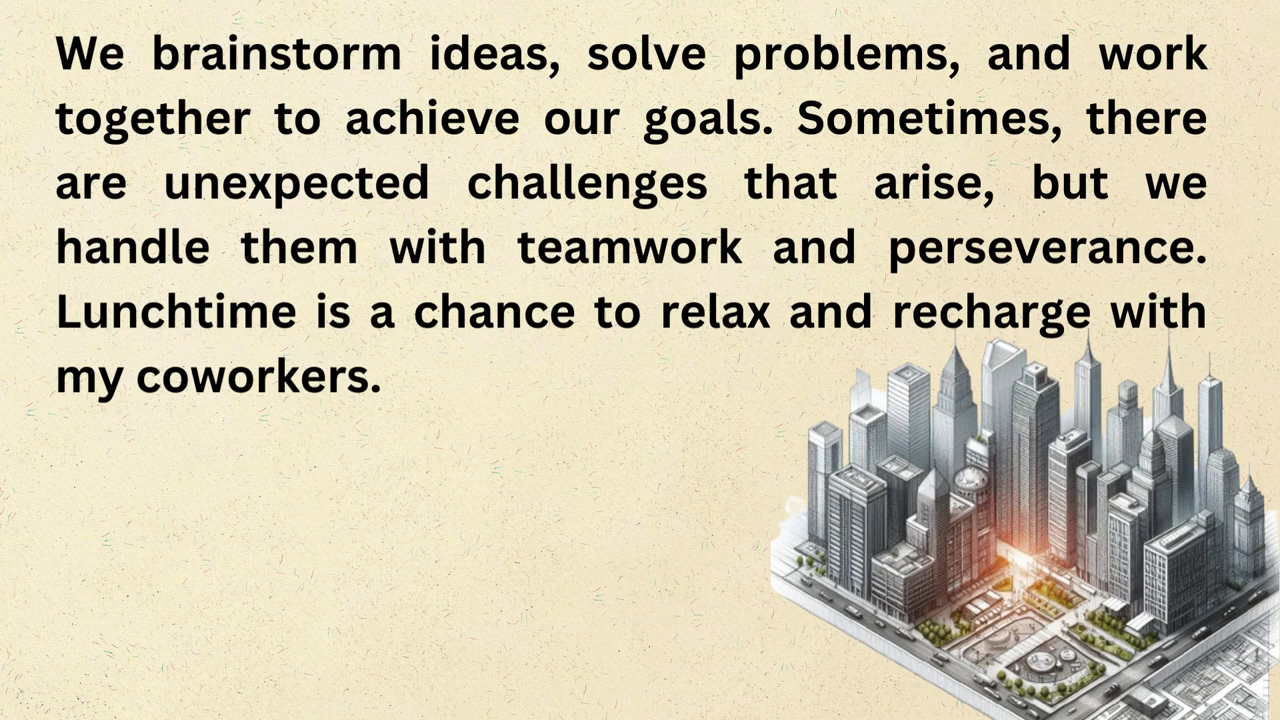 We brainstorm ideas, solve problems, and work
together to achieve our goals. Sometimes, there
are unexpected challenges that arise, but we
handle them with teamwork and perseverance.
Lunchtime is a chance to relax and recharge with
my coworkers.